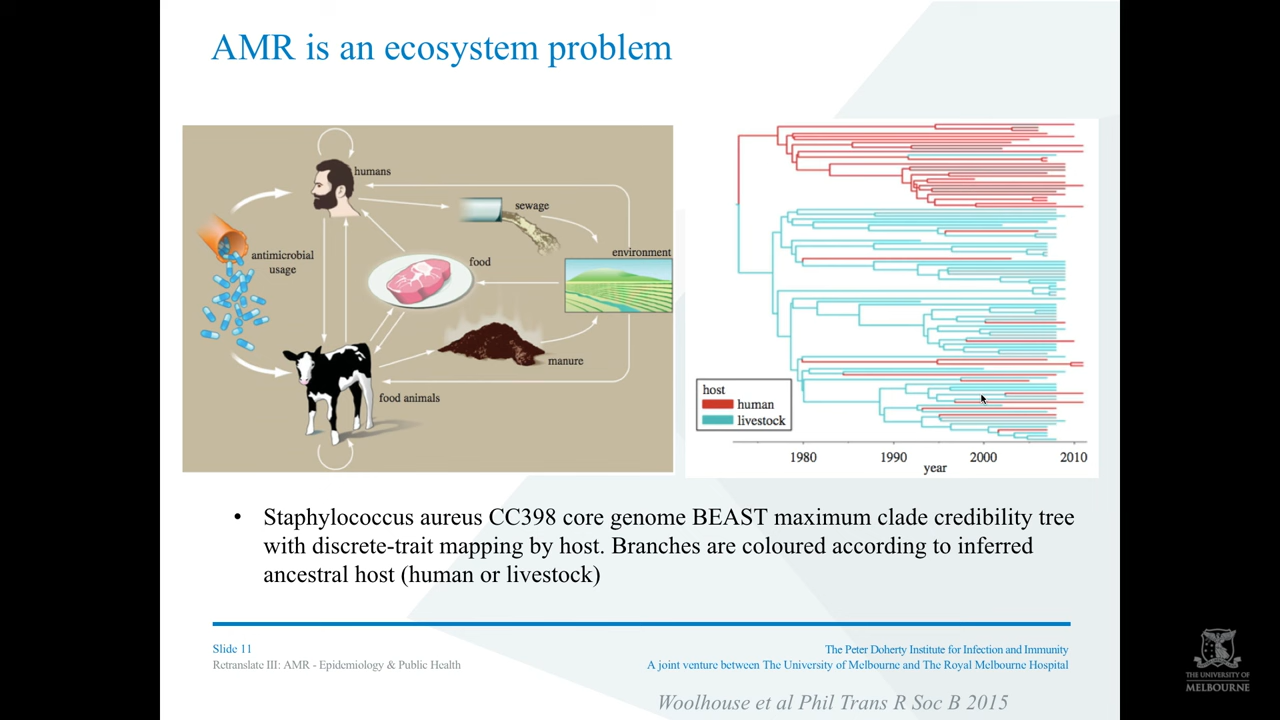 AMR is an ecosystem problem
humans
sewage
antimicrobial
usage
food
environment
manure
food animals
host
human
livestock
1980 1990 2000 2010
year
• Staphylococcus aureus CC398 core genome BEAST maximum clade credibility tree
with discrete-trait mapping by host. Branches are coloured according to inferred
ancestral host (human or livestock)
Slide 11
Retranslate III: AMR - Epidemiology & Public Health
The Peter Doherty Institute for Infection and Immunity
A joint venture between The University of Melbourne and The Royal Melbourne Hospital
Woolhouse et al Phil Trans R Soc B 2015
THE UNIVERSITY OF
MELBOURNE